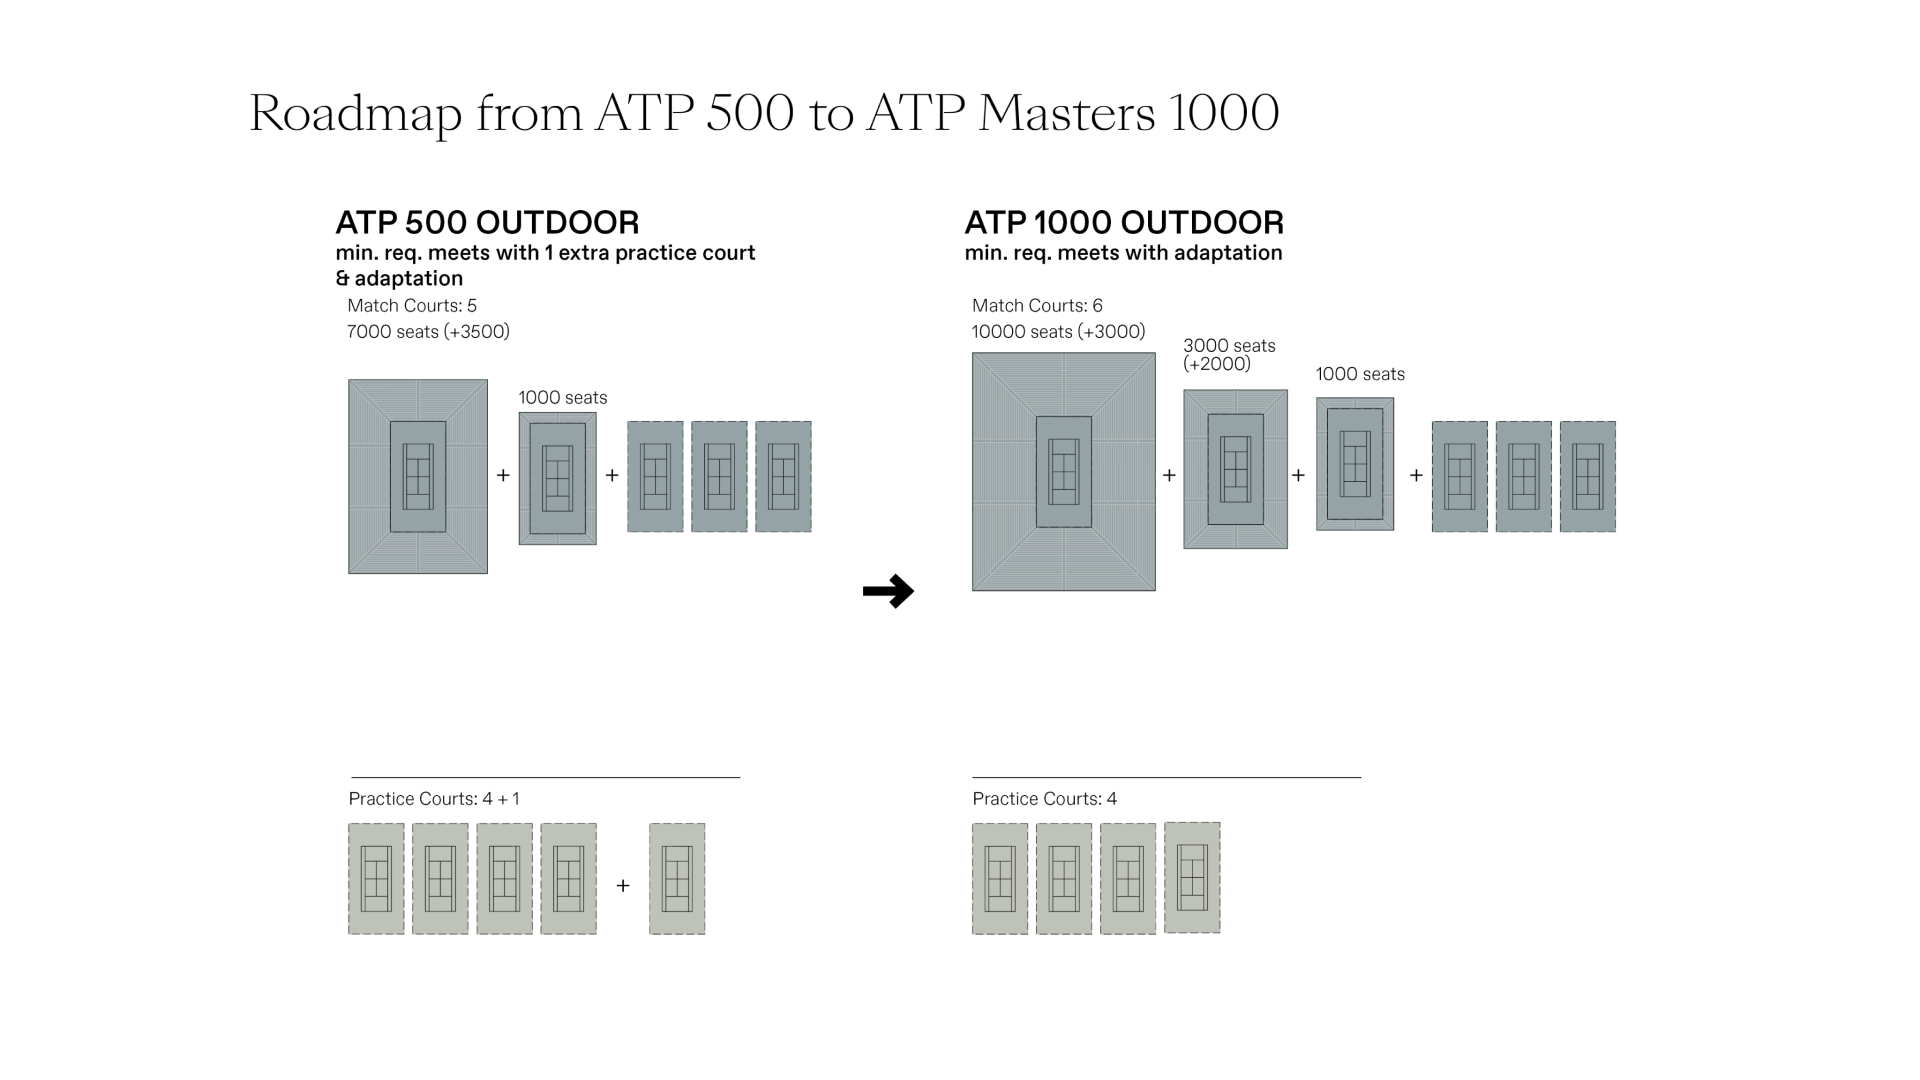 Roadmap from ATP 500 to ATP Masters 1000
ATP 500 OUTDOOR
min. req. meets with 1 extra practice court
& adaptation
Match Courts: 5
7000 seats (+3500)
1000 seats
+
+
Practice Courts: 4 + 1
+
ATP 1000 OUTDOOR
min. req. meets with adaptation
Match Courts: 6
10000 seats (+3000)
3000 seats
(+2000)
1000 seats
+
+
+
Practice Courts: 4